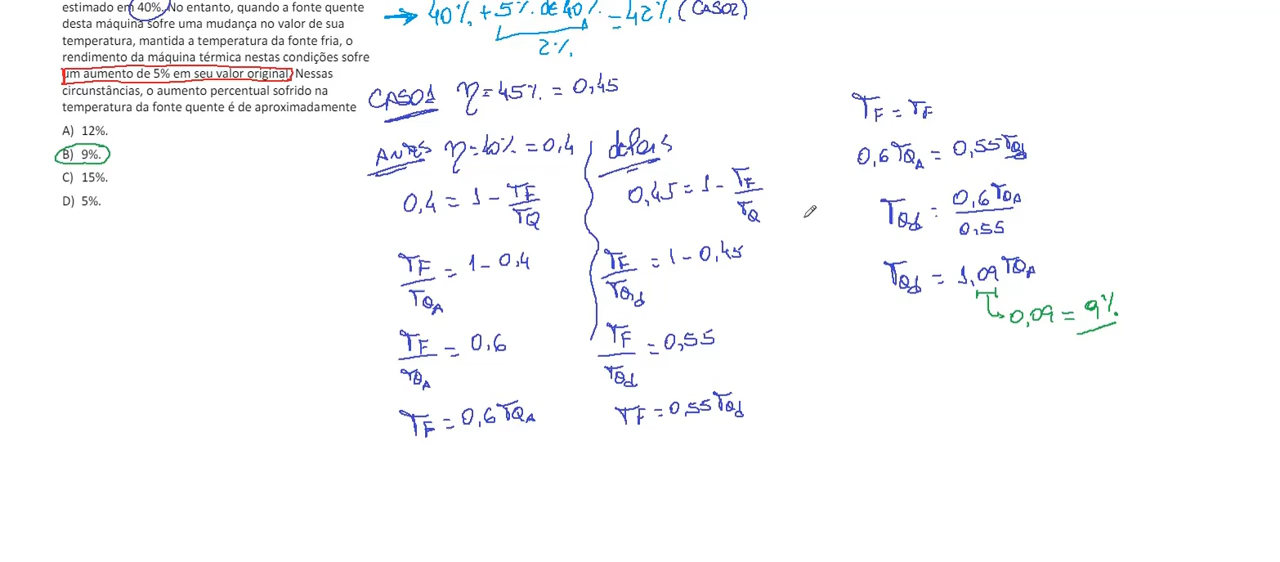 estimado em 40%. No entanto, quando a fonte quente
desta máquina sofre uma mudança no valor de sua
temperatura, mantida a temperatura da fonte fria, o
rendimento da máquina térmica nestas condições sofre
um aumento de 5% em seu valor original. Nessas
circunstâncias, o aumento percentual sofrido na
temperatura da fonte quente é de aproximadamente
A) 12%.
B) 9%.
C) 15%.
D) 5%.
→ 40% + 5% de 40% = 42% (CASO2)
2%
CASO1 η = 45% = 0,45
ANTES η = 40% = 0,4
0,4 = 1 - TF/TQ
TF/TQA = 1 - 0,4
TF/TQA = 0,6
TF = 0,6 TQA
depois
0,45 = 1 - TF/TQ
TF/TQd = 1 - 0,45
TF/TQd = 0,55
TF = 0,55 TQd
TF = TF
0,6 TQA = 0,55 TQd
TQd = 0,6 TQA/0,55
TQd = 1,09 TQA
0,09 = 9%